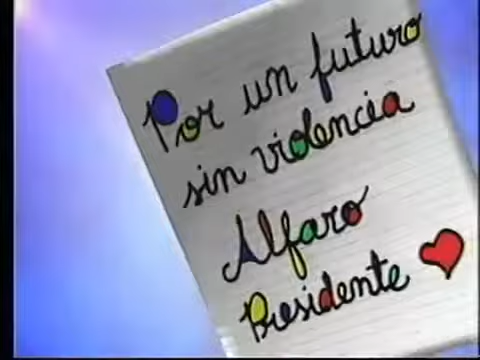 Por un futuro
sin violencia
Alfaro
Presidente